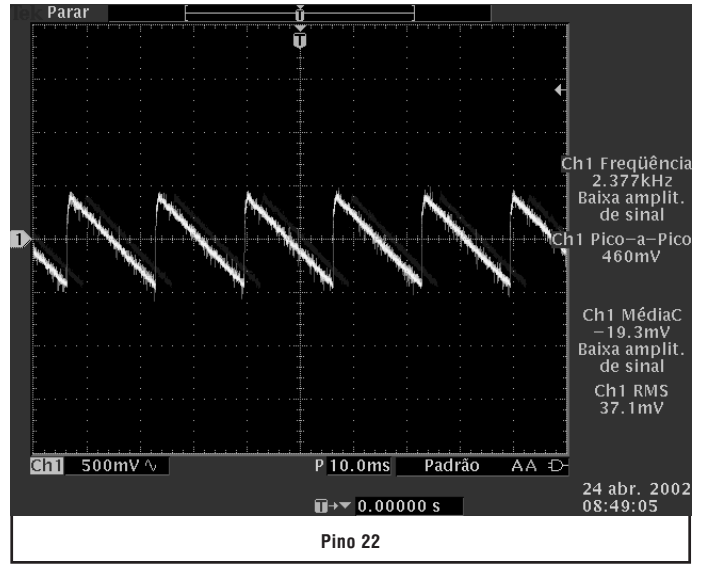 Tek Parar
T
T
1
Ch1 Freqüência
2.377kHz
Baixa amplit.
de sinal
Ch1 Pico-a-Pico
460mV
Ch1 MédiaC
-19.3mV
Baixa amplit.
de sinal
Ch1 RMS
37.1mV
Ch1 500mV P 10.0ms Padrão AA
24 abr. 2002
T 0.00000 s 08:49:05
Pino 22